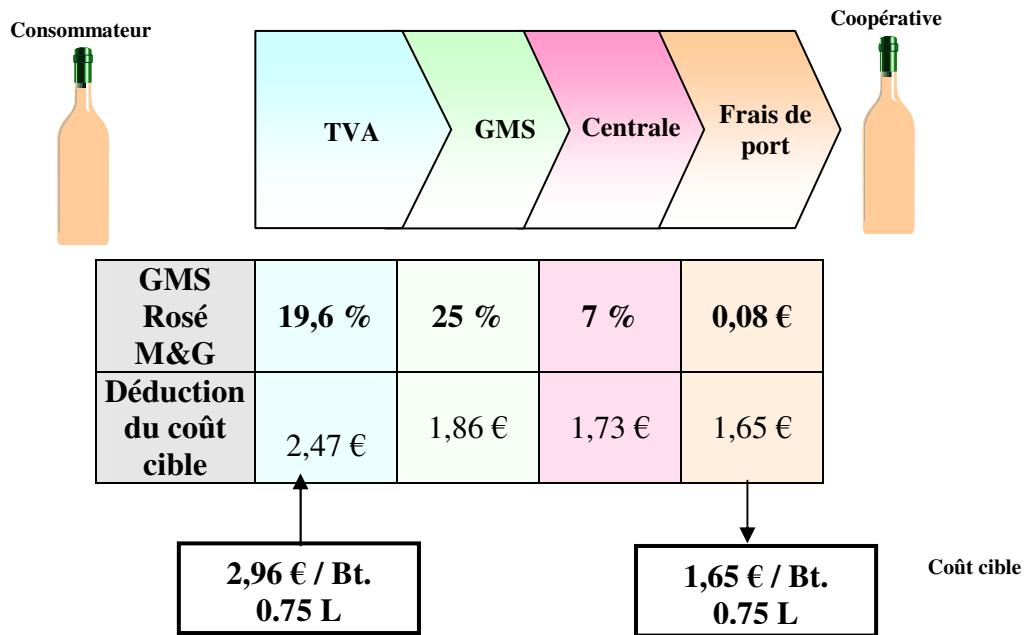 Consommateur
Coopérative
TVA
GMS
Centrale
Frais de
port
GMS
Rosé
M&G
19,6 %
25 %
7 %
0,08 €
Déduction
du coût
cible
2,47 €
1,86 €
1,73 €
1,65 €
2,96 € / Bt.
0.75 L
1,65 € / Bt.
0.75 L
Coût cible